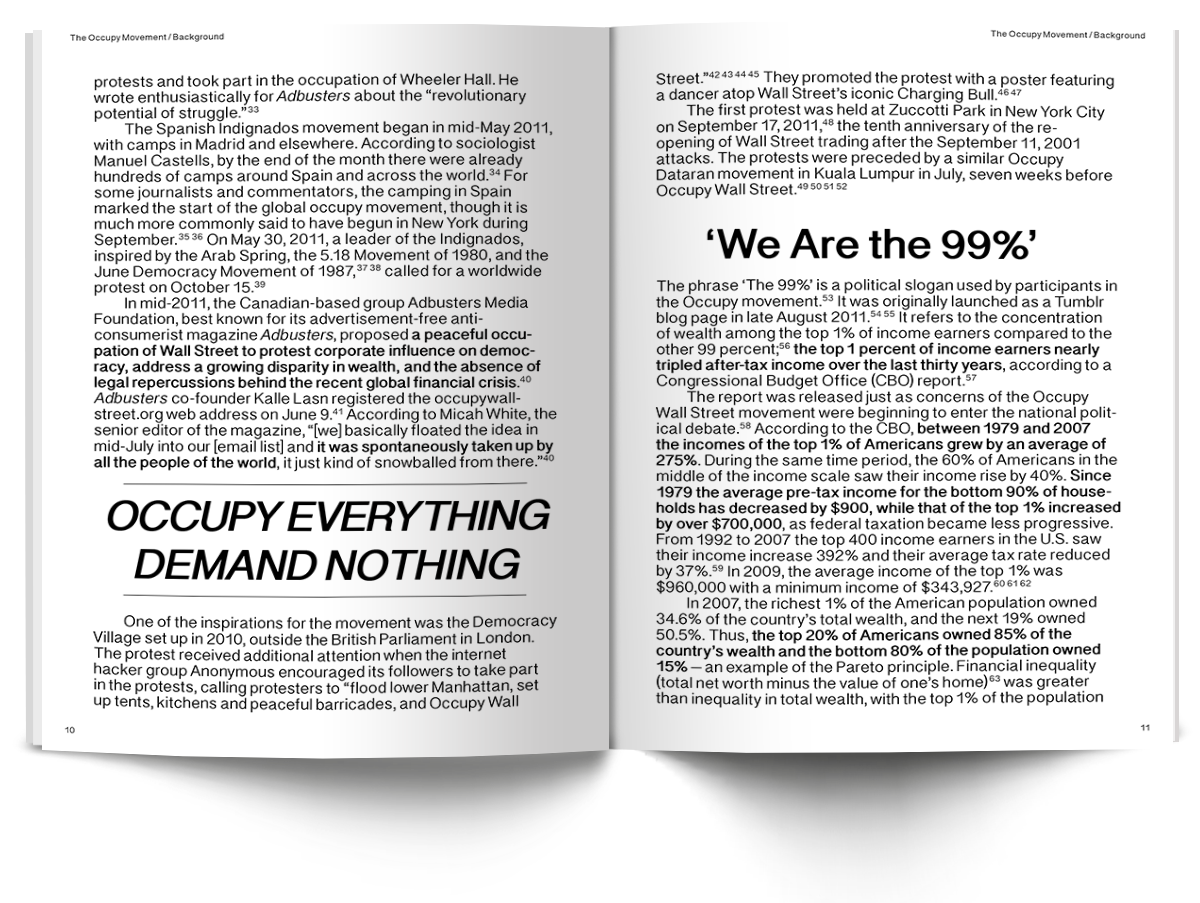 The Occupy Movement / Background
protests and took part in the occupation of Wheeler Hall. He
wrote enthusiastically for Adbusters about the “revolutionary
potential of struggle.”33
The Spanish Indignados movement began in mid-May 2011,
with camps in Madrid and elsewhere. According to sociologist
Manuel Castells, by the end of the month there were already
hundreds of camps around Spain and across the world.34 For
some journalists and commentators, the camping in Spain
marked the start of the global occupy movement, though it is
much more commonly said to have begun in New York during
September.35 36 On May 30, 2011, a leader of the Indignados,
inspired by the Arab Spring, the 5.18 Movement of 1980, and the
June Democracy Movement of 1987,37 38 called for a worldwide
protest on October 15.39
In mid-2011, the Canadian-based group Adbusters Media
Foundation, best known for its advertisement-free anti-
consumerist magazine Adbusters, proposed a peaceful occu-
pation of Wall Street to protest corporate influence on democ-
racy, address a growing disparity in wealth, and the absence of
legal repercussions behind the recent global financial crisis.40
Adbusters co-founder Kalle Lasn registered the occupywall-
street.org web address on June 9.41 According to Micah White, the
senior editor of the magazine, “[we] basically floated the idea in
mid-July into our [email list] and it was spontaneously taken up by
all the people of the world, it just kind of snowballed from there.”40
OCCUPY EVERYTHING
DEMAND NOTHING
One of the inspirations for the movement was the Democracy
Village set up in 2010, outside the British Parliament in London.
The protest received additional attention when the internet
hacker group Anonymous encouraged its followers to take part
in the protests, calling protesters to “flood lower Manhattan, set
up tents, kitchens and peaceful barricades, and Occupy Wall
10
The Occupy Movement / Background
Street.”42 43 44 45 They promoted the protest with a poster featuring
a dancer atop Wall Street’s iconic Charging Bull.46 47
The first protest was held at Zuccotti Park in New York City
on September 17, 2011,48 the tenth anniversary of the re-
opening of Wall Street trading after the September 11, 2001
attacks. The protests were preceded by a similar Occupy
Dataran movement in Kuala Lumpur in July, seven weeks before
Occupy Wall Street.49 50 51 52
‘We Are the 99%’
The phrase ‘The 99%’ is a political slogan used by participants in
the Occupy movement.53 It was originally launched as a Tumblr
blog page in late August 2011.54 55 It refers to the concentration
of wealth among the top 1% of income earners compared to the
other 99 percent;56 the top 1 percent of income earners nearly
tripled after-tax income over the last thirty years, according to a
Congressional Budget Office (CBO) report.57
The report was released just as concerns of the Occupy
Wall Street movement were beginning to enter the national polit-
ical debate.58 According to the CBO, between 1979 and 2007
the incomes of the top 1% of Americans grew by an average of
275%. During the same time period, the 60% of Americans in the
middle of the income scale saw their income rise by 40%. Since
1979 the average pre-tax income for the bottom 90% of house-
holds has decreased by $900, while that of the top 1% increased
by over $700,000, as federal taxation became less progressive.
From 1992 to 2007 the top 400 income earners in the U.S. saw
their income increase 392% and their average tax rate reduced
by 37%.59 In 2009, the average income of the top 1% was
$960,000 with a minimum income of $343,927.60 61 62
In 2007, the richest 1% of the American population owned
34.6% of the country’s total wealth, and the next 19% owned
50.5%. Thus, the top 20% of Americans owned 85% of the
country’s wealth and the bottom 80% of the population owned
15% — an example of the Pareto principle. Financial inequality
(total net worth minus the value of one’s home)63 was greater
than inequality in total wealth, with the top 1% of the population
11